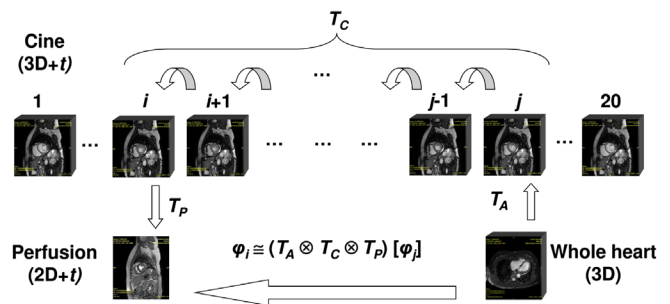 T_C
Cine
(3D+t)
1 i i+1 ... j-1 j 20
... ... ... ... ...
T_P T_A
Perfusion
(2D+t)
φ_i ≅ (T_A ⊗ T_C ⊗ T_P) [φ_j]
Whole heart
(3D)